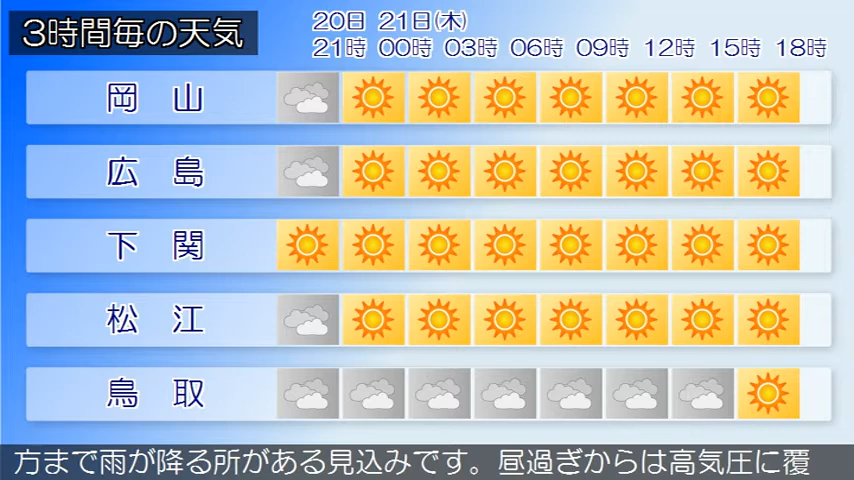 3時間毎の天気
20日 21日(木)
21時 00時 03時 06時 09時 12時 15時 18時
岡 山
広 島
下 関
松 江
鳥 取
方まで雨が降る所がある見込みです。昼過ぎからは高気圧に覆